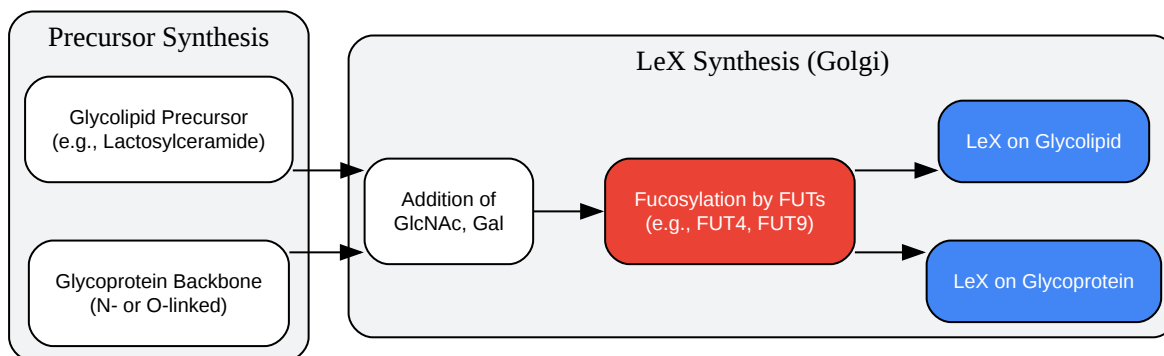 Precursor Synthesis
Glycolipid Precursor
(e.g., Lactosylceramide)
Glycoprotein Backbone
(N- or O-linked)
LeX Synthesis (Golgi)
Addition of
GlcNAc, Gal
Fucosylation by FUTs
(e.g., FUT4, FUT9)
LeX on Glycolipid
LeX on Glycoprotein